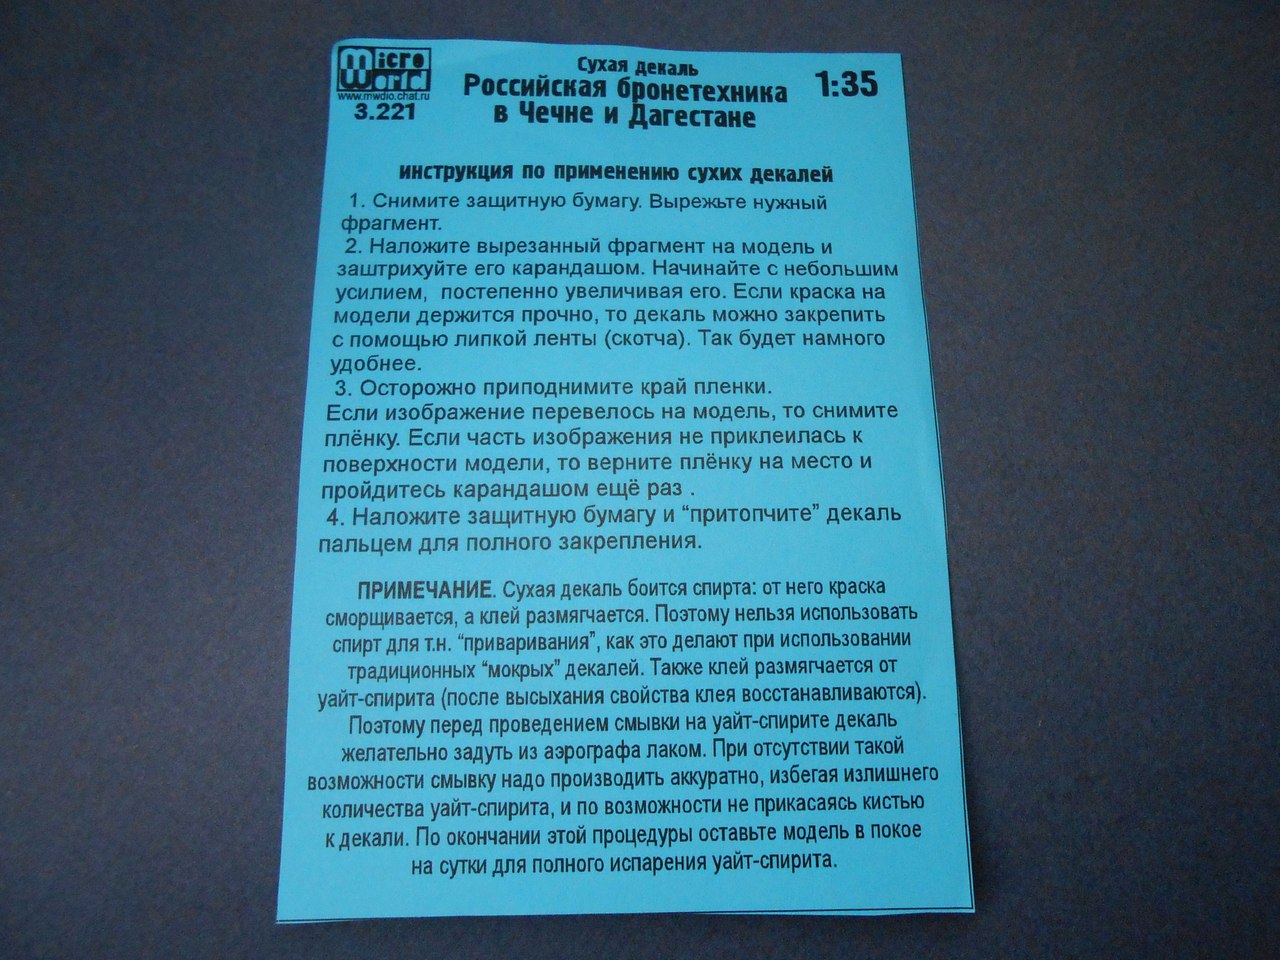 Micro World
www.mwdio.chat.ru
3.221
Сухая декаль
Российская бронетехника
в Чечне и Дагестане
1:35
инструкция по применению сухих декалей
1. Снимите защитную бумагу. Вырежьте нужный
фрагмент.
2. Наложите вырезанный фрагмент на модель и
заштрихуйте его карандашом. Начинайте с небольшим
усилием, постепенно увеличивая его. Если краска на
модели держится прочно, то декаль можно закрепить
с помощью липкой ленты (скотча). Так будет намного
удобнее.
3. Осторожно приподнимите край пленки.
Если изображение перевелось на модель, то снимите
плёнку. Если часть изображения не приклеилась к
поверхности модели, то верните плёнку на место и
пройдитесь карандашом ещё раз .
4. Наложите защитную бумагу и “притопчите” декаль
пальцем для полного закрепления.
ПРИМЕЧАНИЕ. Сухая декаль боится спирта: от него краска
сморщивается, а клей размягчается. Поэтому нельзя использовать
спирт для т.н. “приваривания”, как это делают при использовании
традиционных “мокрых” декалей. Также клей размягчается от
уайт-спирита (после высыхания свойства клея восстанавливаются).
Поэтому перед проведением смывки на уайт-спирите декаль
желательно задуть из аэрографа лаком. При отсутствии такой
возможности смывку надо производить аккуратно, избегая излишнего
количества уайт-спирита, и по возможности не прикасаясь кистью
к декали. По окончании этой процедуры оставьте модель в покое
на сутки для полного испарения уайт-спирита.